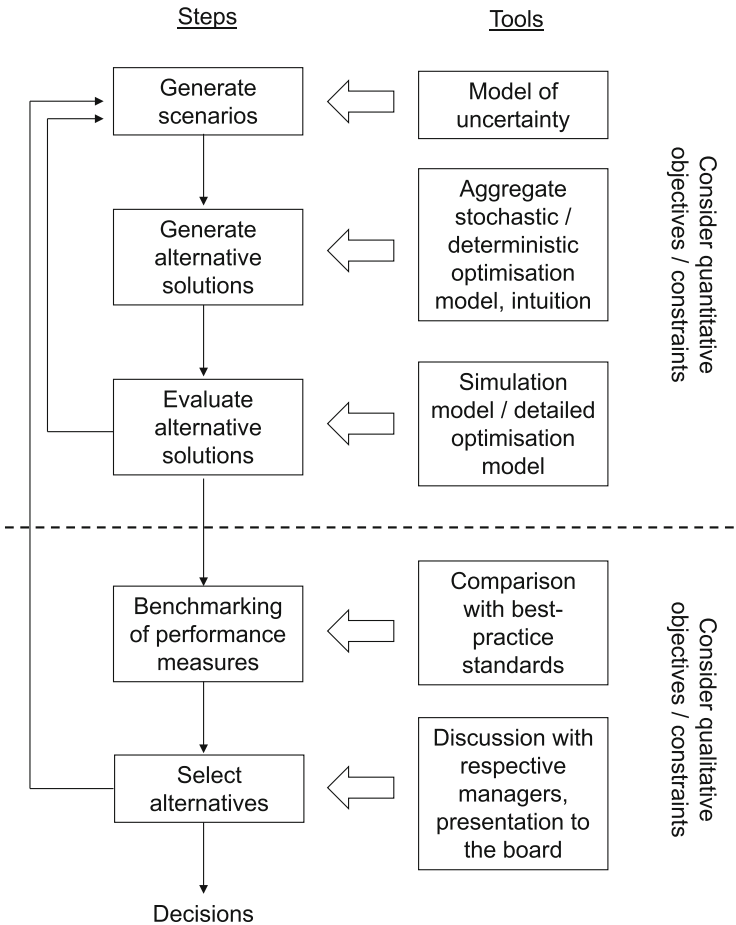 Steps
Tools
Generate
scenarios
Model of
uncertainty
Generate
alternative
solutions
Aggregate
stochastic /
deterministic
optimisation
model, intuition
Evaluate
alternative
solutions
Simulation
model / detailed
optimisation
model
Consider quantitative
objectives / constraints
Benchmarking
of performance
measures
Comparison
with best-
practice
standards
Select
alternatives
Discussion with
respective
managers,
presentation to
the board
Consider qualitative
objectives / constraints
Decisions